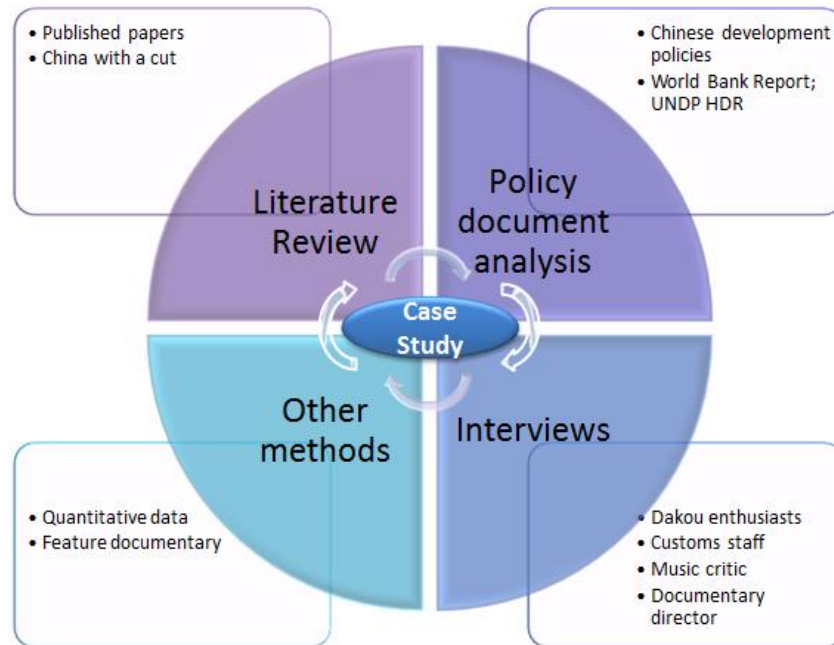 • Published papers
• China with a cut
• Chinese development
policies
• World Bank Report;
UNDP HDR
Literature
Review
Policy
document
analysis
Case
Study
Other
methods
Interviews
• Quantitative data
• Feature documentary
• Dakou enthusiasts
• Customs staff
• Music critic
• Documentary
director